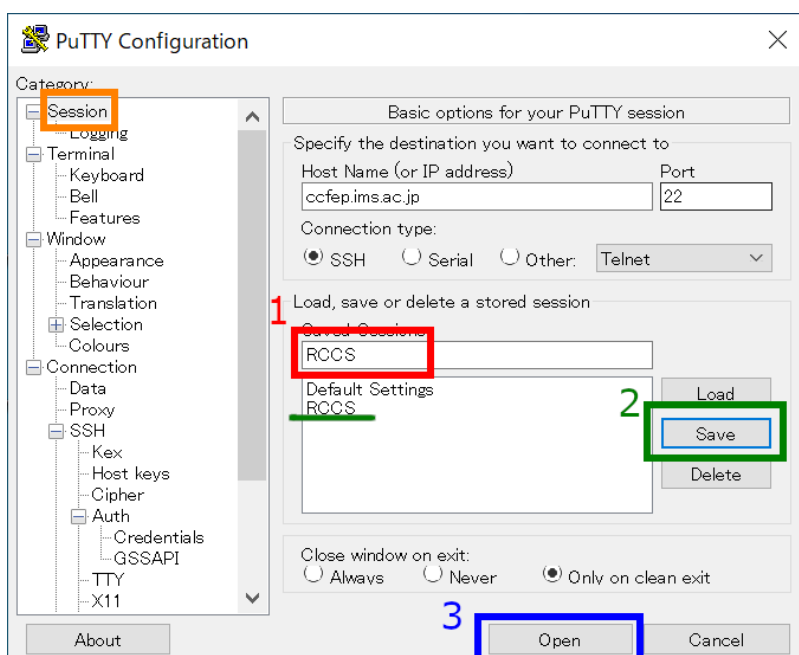 PuTTY Configuration
Category:
Session
Logging
Terminal
Keyboard
Bell
Features
Window
Appearance
Behaviour
Translation
Selection
Colours
Connection
Data
Proxy
SSH
Kex
Host keys
Cipher
Auth
Credentials
GSSAPI
TTY
X11
Basic options for your PuTTY session
Specify the destination you want to connect to
Host Name (or IP address) Port
ccfep.ims.ac.jp 22
Connection type:
SSH Serial Other: Telnet
Load, save or delete a stored session
1
Saved Sessions
RCCS
Default Settings
RCCS
2
Load
Save
Delete
Close window on exit:
Always Never Only on clean exit
3
About Open Cancel